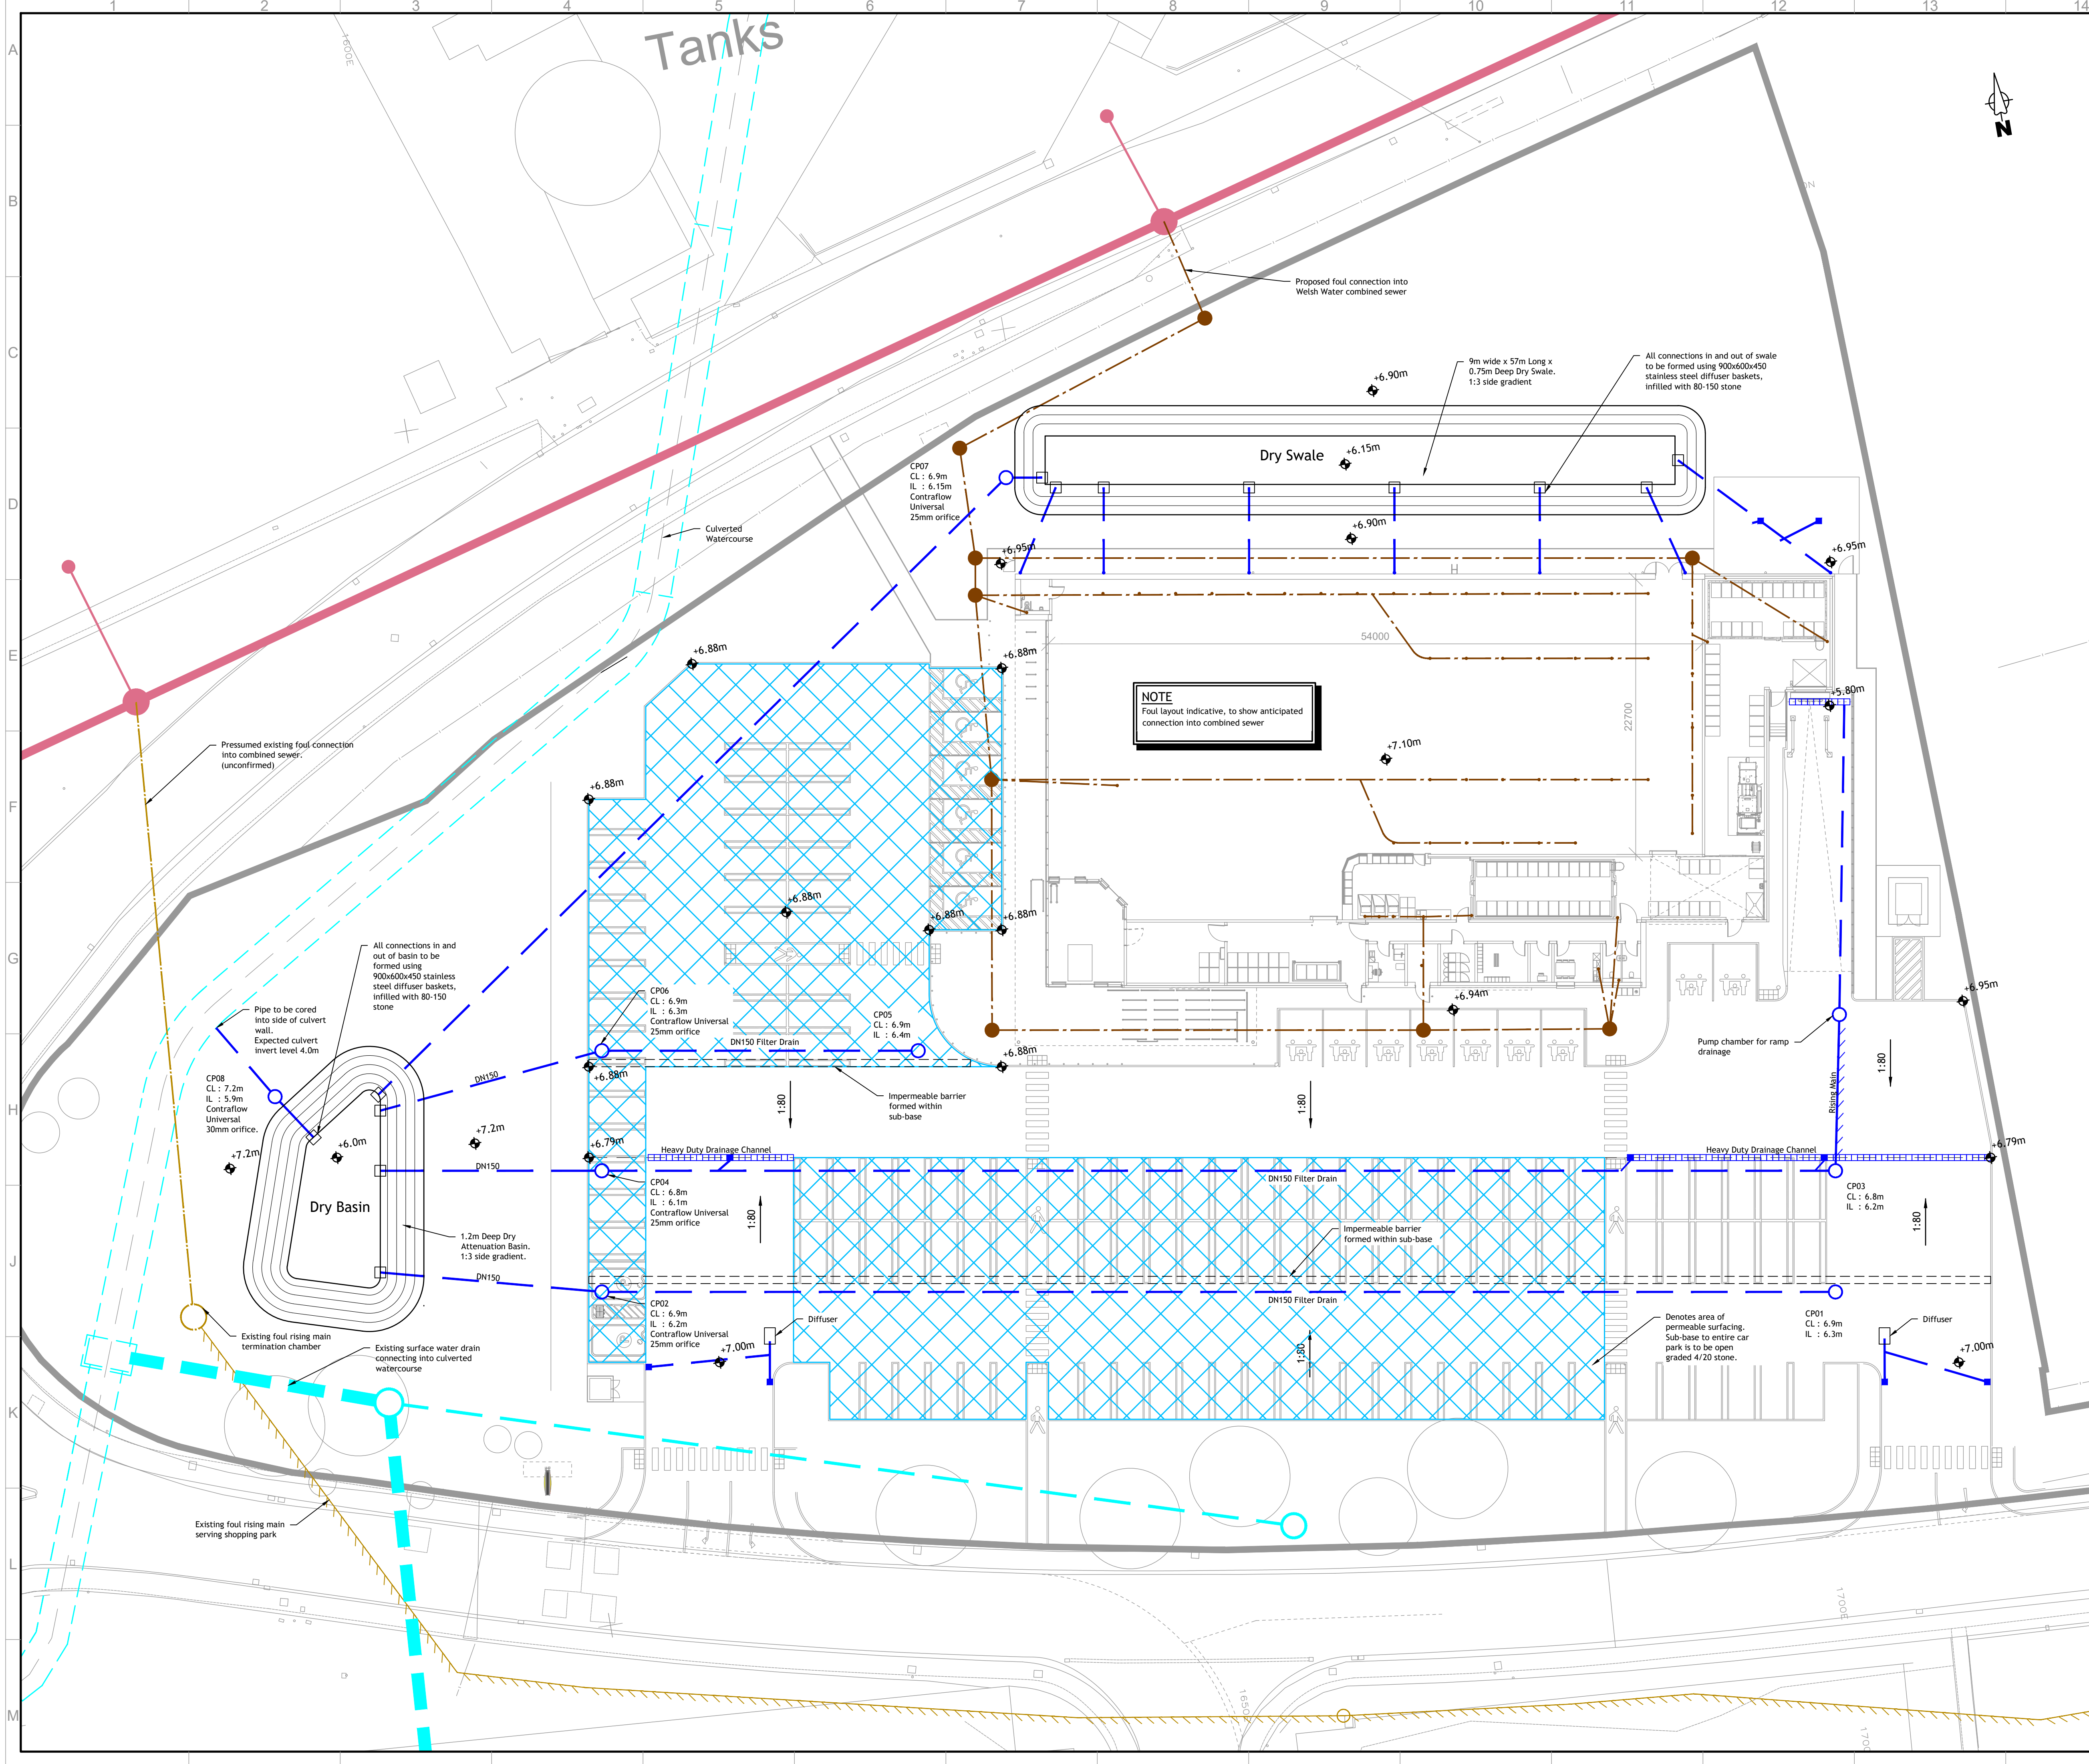 1 2 3 4 5 6 7 8 9 10 11 12 13 14
A
B
C
D
E
F
G
H
J
K
L
M
1600E
Tanks
N
Proposed foul connection into
Welsh Water combined sewer
+6.90m
9m wide x 57m Long x
0.75m Deep Dry Swale.
1:3 side gradient
All connections in and out of swale
to be formed using 900x600x450
stainless steel diffuser baskets,
infilled with 80-150 stone
Dry Swale
+6.15m
CP07
CL : 6.9m
IL : 6.15m
Contraflow
Universal
25mm orifice
+6.90m
+6.95m
+6.95m
Culverted
Watercourse
H
54000
22700
+6.88m
+6.88m
+5.80m
NOTE
Foul layout indicative, to show anticipated
connection into combined sewer
+7.10m
Pressumed existing foul connection
into combined sewer.
(unconfirmed)
+6.88m
+6.88m
+6.88m
+6.88m
All connections in and
out of basin to be
formed using
900x600x450 stainless
steel diffuser baskets,
infilled with 80-150
stone
Pipe to be cored
into side of culvert
wall.
Expected culvert
invert level 4.0m
CP06
CL : 6.9m
IL : 6.3m
Contraflow Universal
25mm orifice
CP05
CL : 6.9m
IL : 6.4m
DN150 Filter Drain
+6.94m
+6.95m
Pump chamber for ramp
drainage
Rising Main
1:80
CP08
CL : 7.2m
IL : 5.9m
Contraflow
Universal
30mm orifice.
DN150
+6.88m
+6.88m
Impermeable barrier
formed within
sub-base
1:80
1:80
+7.2m
+6.0m
+7.2m
+6.79m
+6.79m
Heavy Duty Drainage Channel
Heavy Duty Drainage Channel
DN150
DN150 Filter Drain
CP04
CL : 6.8m
IL : 6.1m
Contraflow Universal
25mm orifice
CP03
CL : 6.8m
IL : 6.2m
Dry Basin
1:80
1:80
1.2m Deep Dry
Attenuation Basin.
1:3 side gradient.
Impermeable barrier
formed within sub-base
DN150
DN150 Filter Drain
CP02
CL : 6.9m
IL : 6.2m
Contraflow Universal
25mm orifice
Diffuser
+7.00m
1:80
Denotes area of
permeable surfacing.
Sub-base to entire car
park is to be open
graded 4/20 stone.
CP01
CL : 6.9m
IL : 6.3m
Diffuser
+7.00m
Existing foul rising main
termination chamber
Existing surface water drain
connecting into culverted
watercourse
Existing foul rising main
serving shopping park
1700E